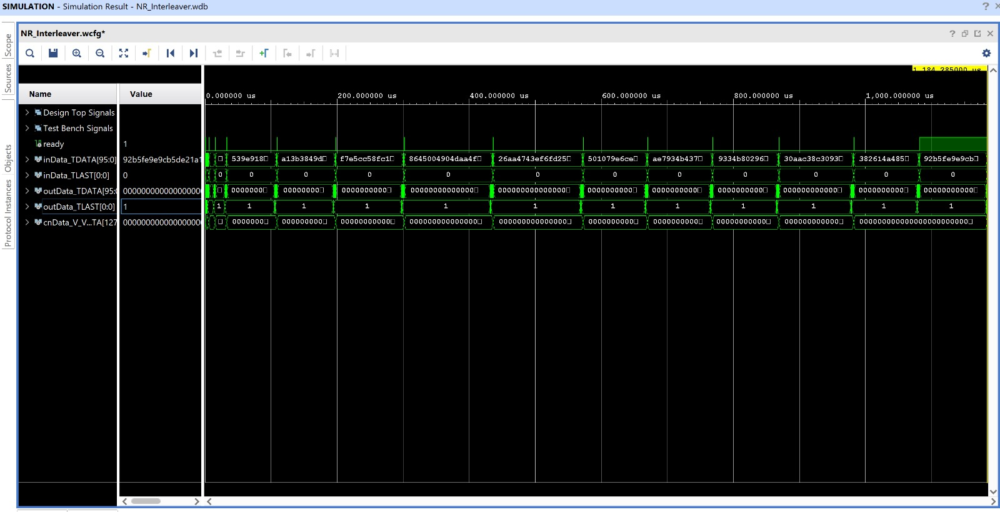 SIMULATION - Simulation Result - NR_Interleaver.wdb
NR_Interleaver.wcfg*
Scope
Sources
Objects
Protocol Instances
1,184.285000 us
Name Value
0.000000 us 200.000000 us 400.000000 us 600.000000 us 800.000000 us 1,000.000000 us
Design Top Signals
Test Bench Signals
ready 1
inData_TDATA[95:0] 92b5fe9e9cb5de21a1 539e918 a13b3849d f7e5cc58fc1 8645004904daa4f 26aa4743ef6fd25 501079e6ce ae7934b437 9334b80296 30aac38c3093 382614a485 92b5fe9e9cb
inData_TLAST[0:0] 0 0 0 0 0 0 0 0 0 0 0 0 0
outData_TDATA[95:0 000000000000000000 0000000 00000000 00000000000 00000000000000 000000000000000 0000000000 0000000000 0000000000 000000000000 0000000000 00000000000
outData_TLAST[0:0] 1 1 1 1 1 1 1 1 1 1 1 1 1
cnData_V_V...TA[127 000000000000000000 0000000 000000000 00000000000 000000000000000 000000000000000 0000000000 0000000000 00000000000 000000000000 00000000000000000000000